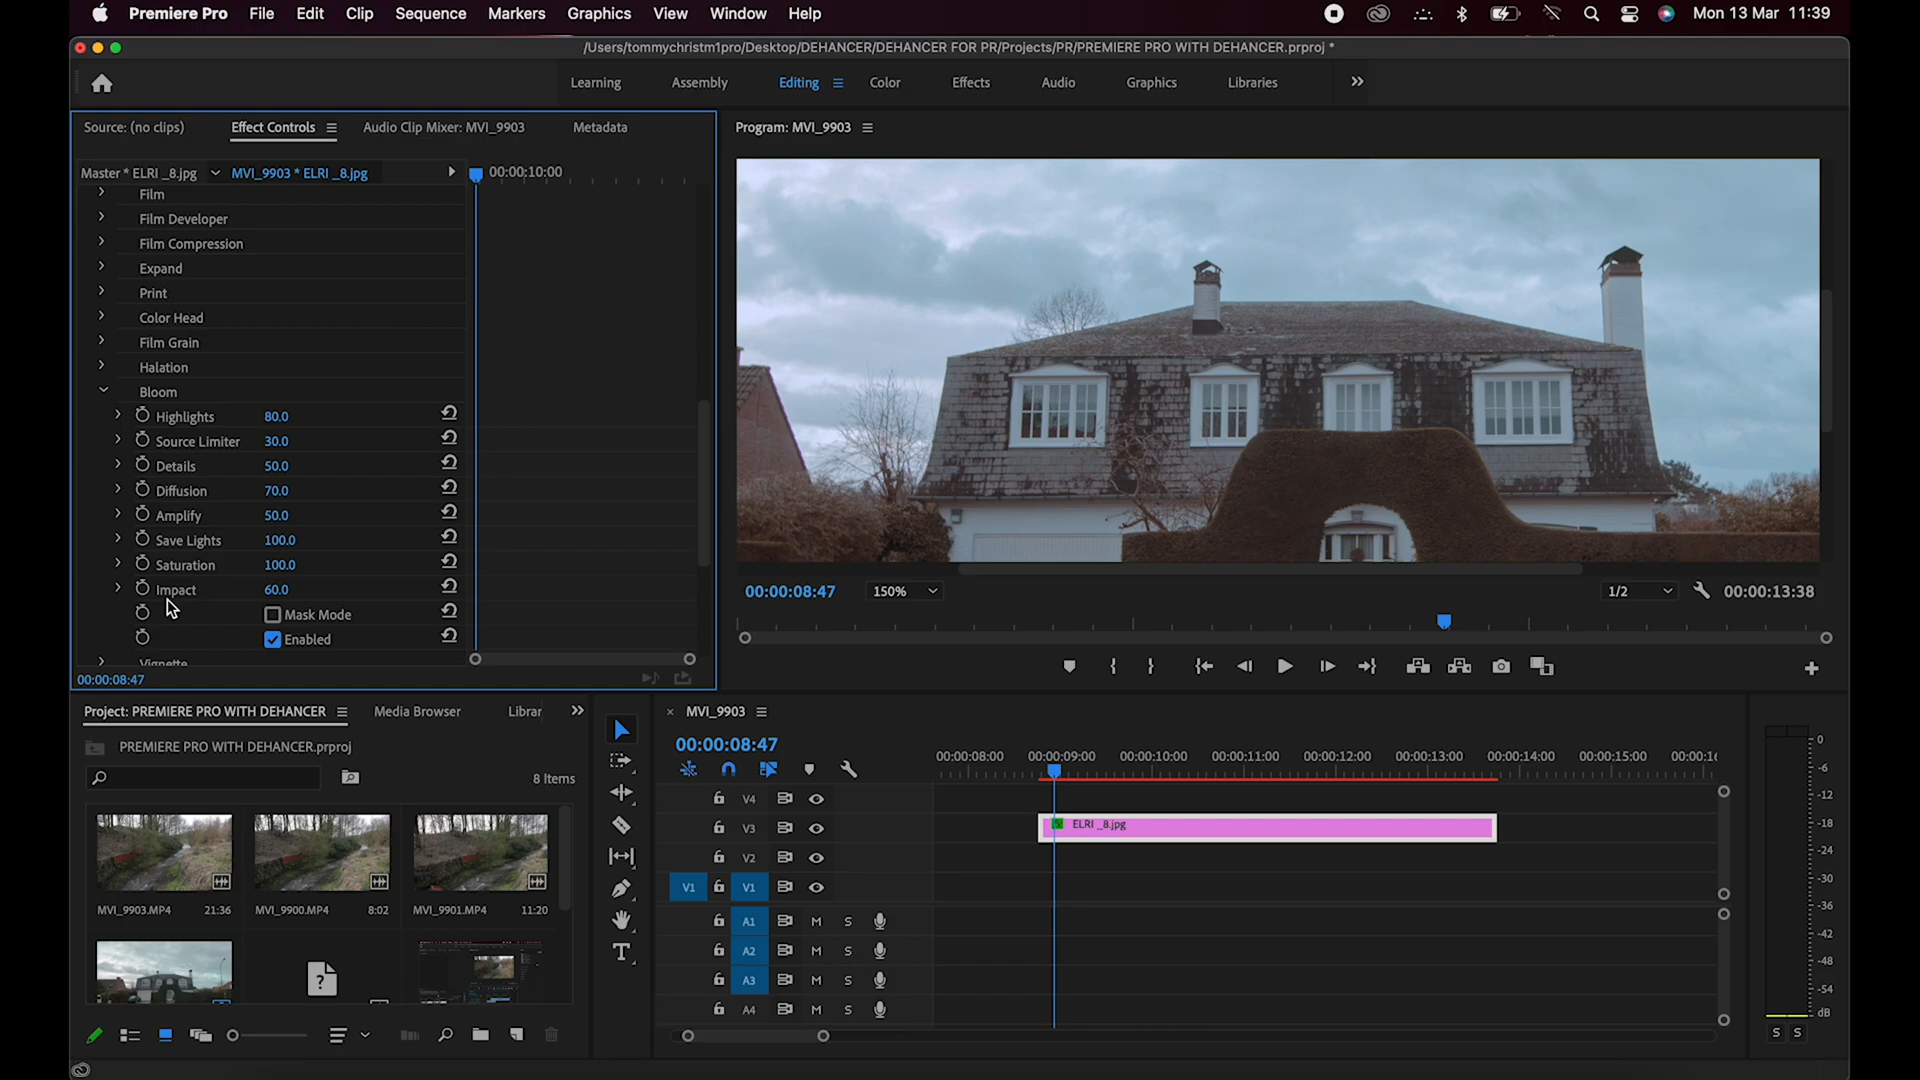 Premiere Pro File Edit Clip Sequence Markers Graphics View Window Help
Mon 13 Mar 11:39
/Users/tommychristm1pro/Desktop/DEHANCER/DEHANCER FOR PR/Projects/PR/PREMIERE PRO WITH DEHANCER.prproj *
Learning Assembly Editing Color Effects Audio Graphics Libraries
Source: (no clips) Effect Controls Audio Clip Mixer: MVI_9903 Metadata
Master * ELRI _8.jpg MVI_9903 * ELRI _8.jpg
00:00:10:00
Film
Film Developer
Film Compression
Expand
Print
Color Head
Film Grain
Halation
Bloom
Highlights 80.0
Source Limiter 30.0
Details 50.0
Diffusion 70.0
Amplify 50.0
Save Lights 100.0
Saturation 100.0
Impact 60.0
Mask Mode
Enabled
Vignette
00:00:08:47
Program: MVI_9903
00:00:08:47 150% 1/2 00:00:13:38
Project: PREMIERE PRO WITH DEHANCER Media Browser Librar
PREMIERE PRO WITH DEHANCER.prproj
8 Items
MVI_9903.MP4 21:36 MVI_9900.MP4 8:02 MVI_9901.MP4 11:20
MVI_9903
00:00:08:47
00:00:08:00 00:00:09:00 00:00:10:00 00:00:11:00 00:00:12:00 00:00:13:00 00:00:14:00 00:00:15:00 00:00:16
V4
V3 ELRI _8.jpg
V2
V1 V1
A1 M S
A2 M S
A3 M S
A4 M S
0
-6
-12
-18
-24
-30
-36
-42
-48
-54
dB
S S